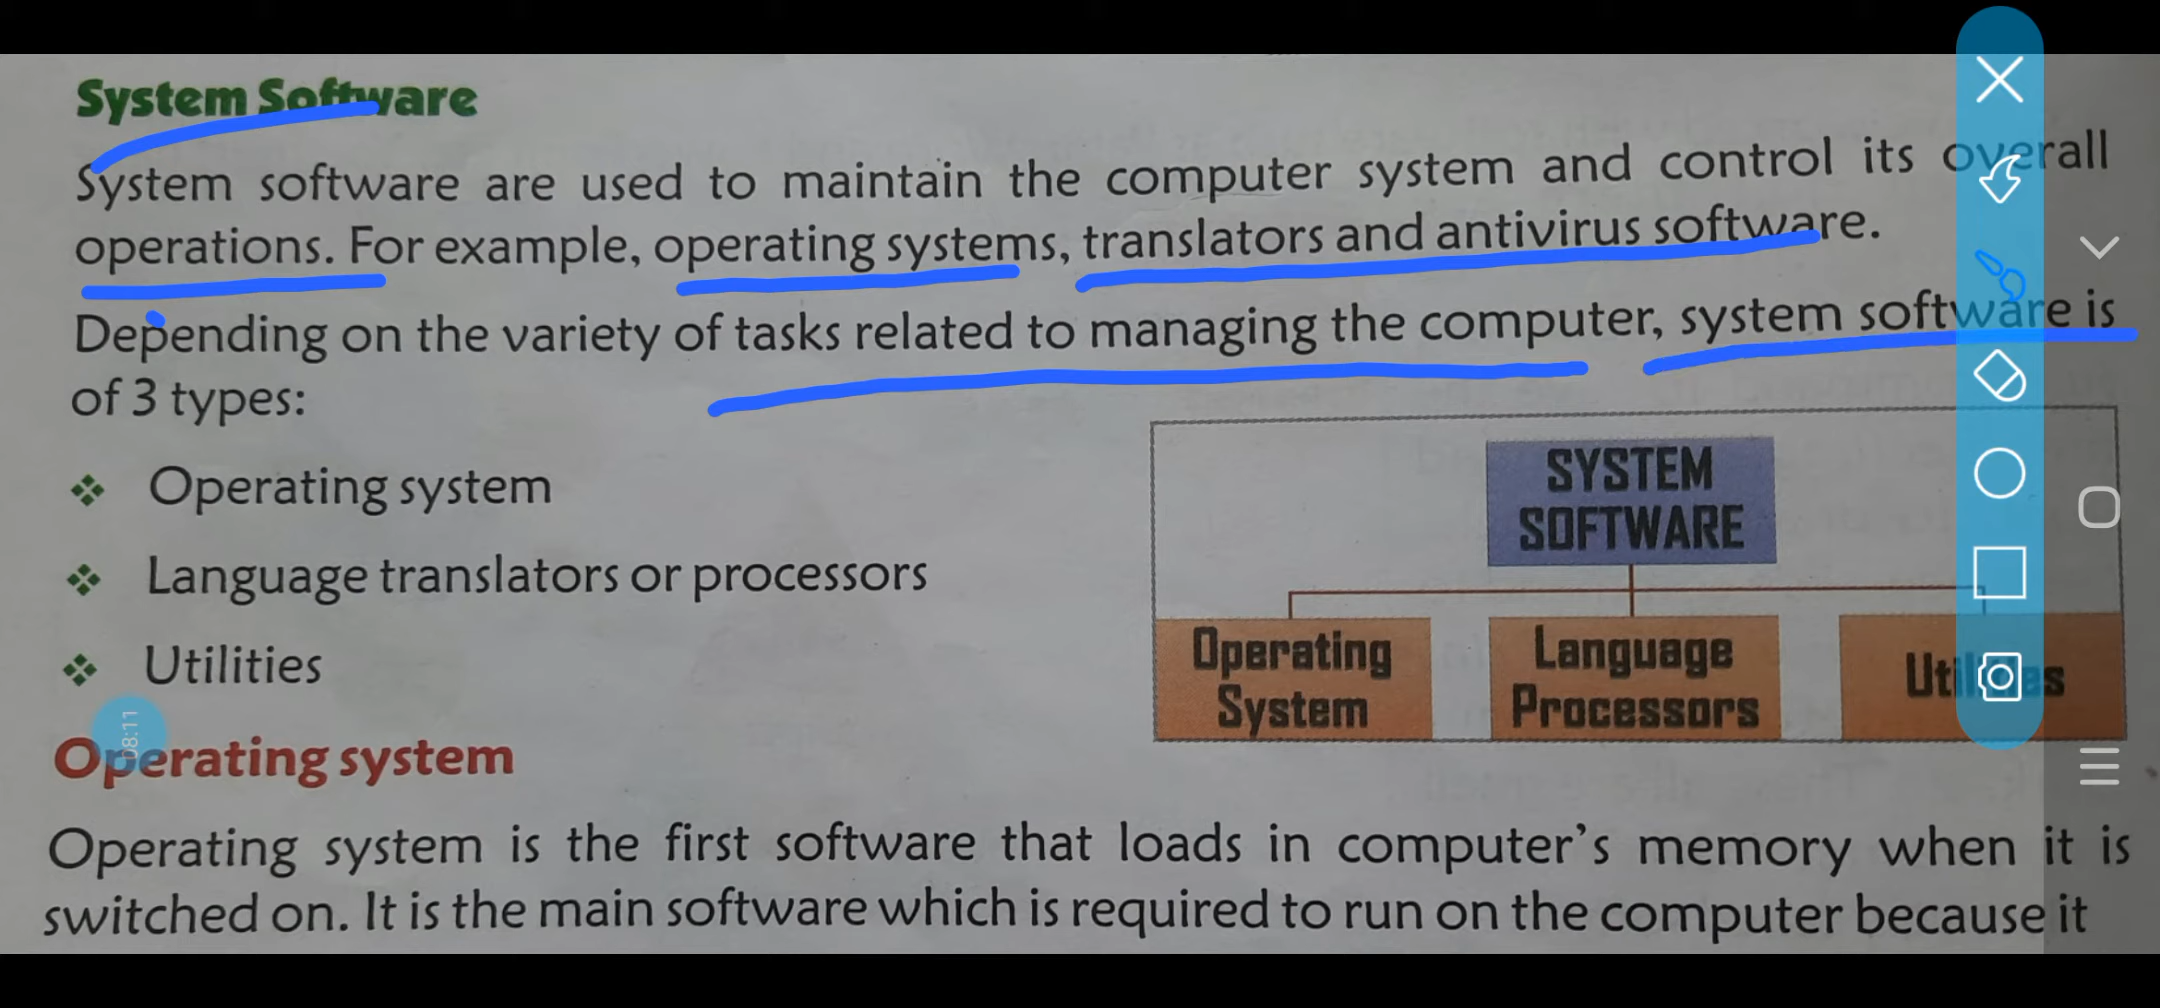 System Software
System software are used to maintain the computer system and control its overall
operations. For example, operating systems, translators and antivirus software.
Depending on the variety of tasks related to managing the computer, system software is
of 3 types:
Operating system
Language translators or processors
Utilities
SYSTEM
SOFTWARE
Operating
System
Language
Processors
Utilities
08:11
Operating system
Operating system is the first software that loads in computer's memory when it is
switched on. It is the main software which is required to run on the computer because it